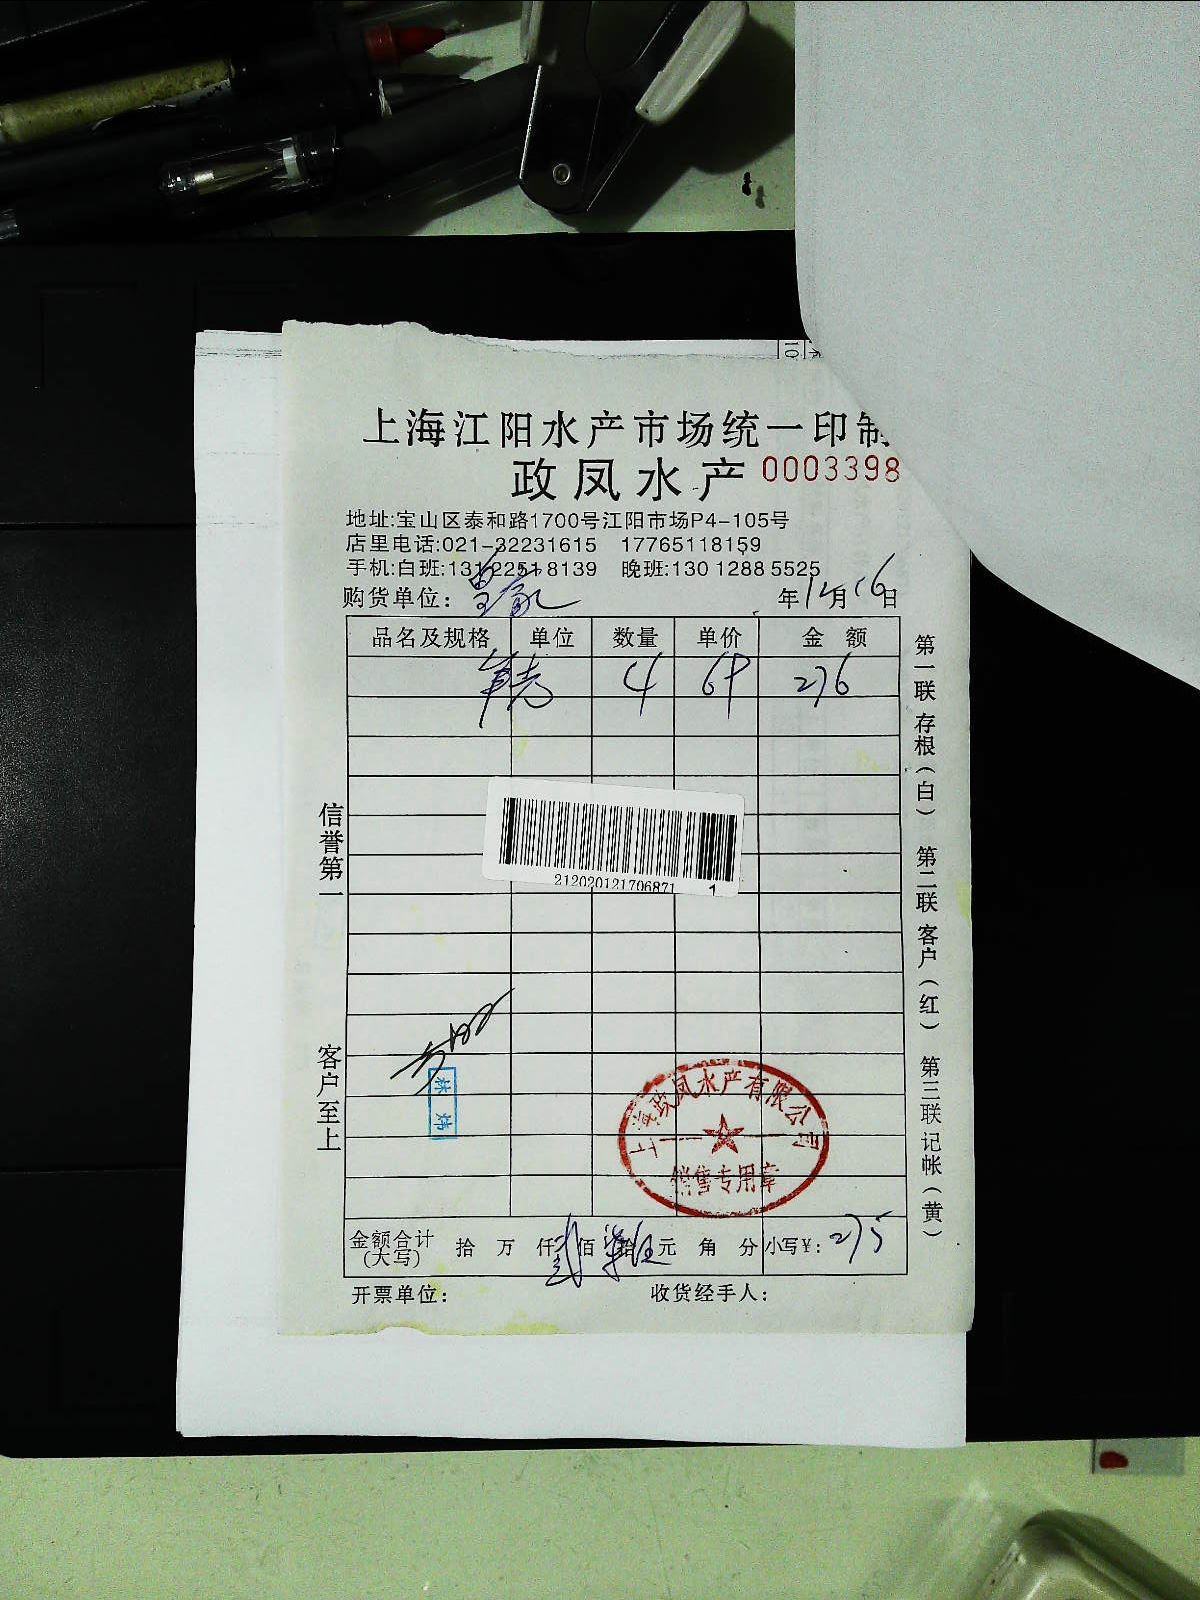 上海江阳水产市场统一印制
政凤水产 0003398
地址:宝山区泰和路1700号江阳市场P4-105号
店里电话:021-32231615 17765118159
手机:白班:13122518139 晚班:130 1288 5525
购货单位: 皇家 年12月16日
品名及规格 单位 数量 单价 金额
4 276
212020121706871 1
信誉第一
客户至上
林炜
上海政凤水产有限公司
销售专用章
金额合计(大写) 拾 万 仟 佰 拾 元 角 分 小写¥: 275
开票单位: 收货经手人:
第一联 存根(白) 第二联 客户(红) 第三联 记帐(黄)